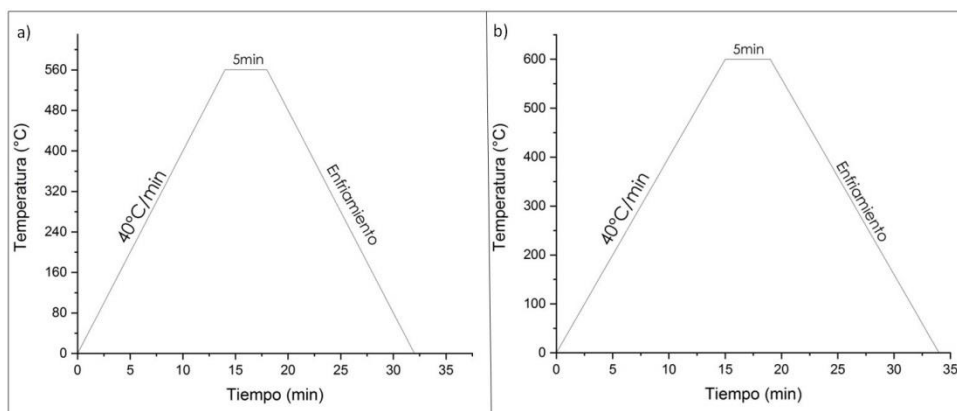 a)
5min
560
480
400
320
240
160
80
0
Temperatura (°C)
40°C/min
Enfriamiento
0 5 10 15 20 25 30 35
Tiempo (min)
b)
5min
600
500
400
300
200
100
0
Temperatura (°C)
40°C/min
Enfriamiento
0 5 10 15 20 25 30 35
Tiempo (min)